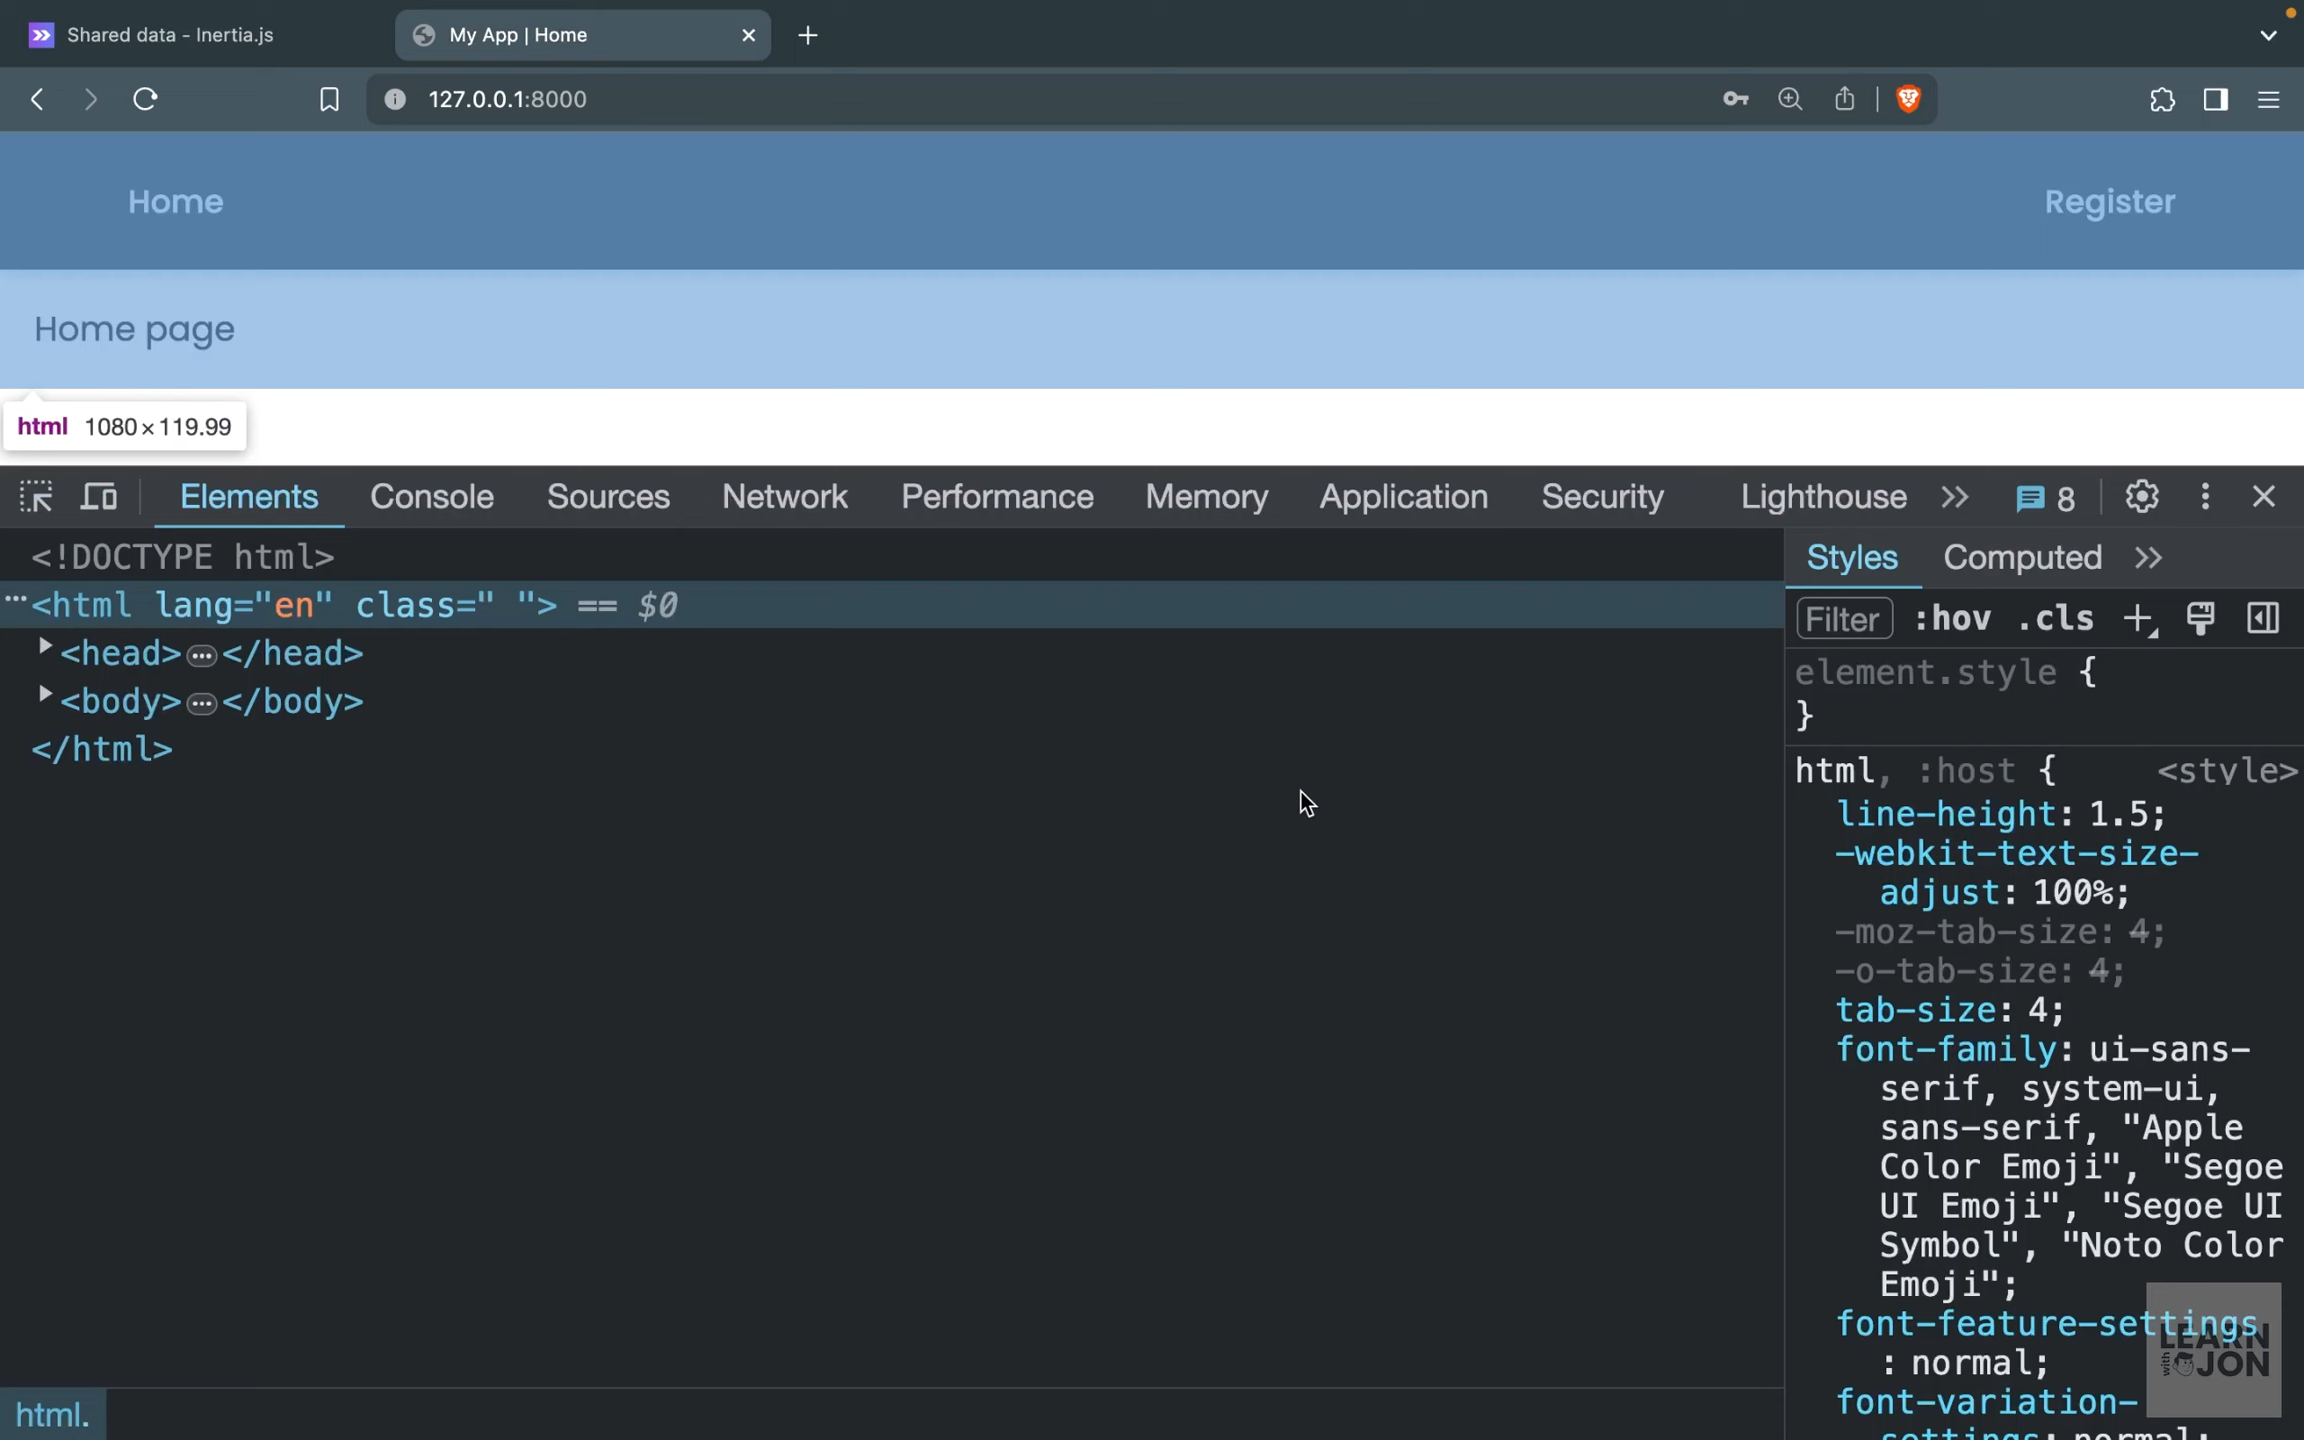 Shared data - Inertia.js
My App | Home
127.0.0.1:8000
Home
Register
Home page
html 1080×119.99
Elements Console Sources Network Performance Memory Application Security Lighthouse 8
<!DOCTYPE html>
<html lang="en" class=" "> == $0
<head>…</head>
<body>…</body>
</html>
html.
Styles Computed
Filter :hov .cls
element.style {
}
html, :host { <style>
line-height: 1.5;
-webkit-text-size-
adjust: 100%;
-moz-tab-size: 4;
-o-tab-size: 4;
tab-size: 4;
font-family: ui-sans-
serif, system-ui,
sans-serif, "Apple
Color Emoji", "Segoe
UI Emoji", "Segoe UI
Symbol", "Noto Color
Emoji";
font-feature-settings
: normal;
font-variation-
settings: normal;
LEARN
with JON